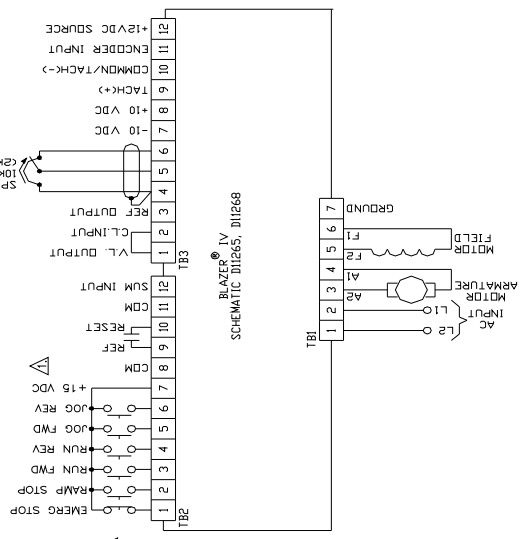 +12VDC SOURCE 12
ENCODER INPUT 11
COMMON/TACH(-) 10
TACH(+) 9
+10 VDC 8
-10 VDC 7
6
5
4
REF OUTPUT 3
C.L.INPUT 2
V.L. OUTPUT 1
TB3
SUM INPUT 12
COM 11
RESET 10
REF 9
COM 8
1.
+15 VDC 7
JOG REV 6
JOG FWD 5
RUN REV 4
RUN FWD 3
RAMP STOP 2
EMERG STOP 1
TB2
BLAZER® IV
SCHEMATIC D11265, D11268
7 GROUND
6 F1
5 F2
MOTOR
FIELD
4 A1
3 A2
MOTOR
ARMATURE
2 L1
1 L2
AC
INPUT
TB1